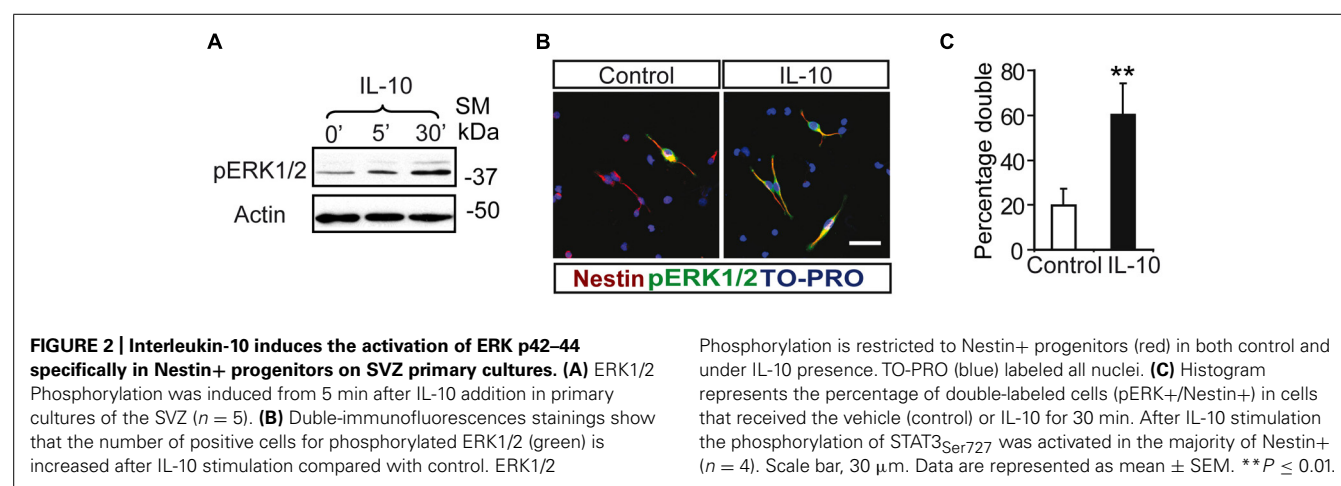 A
IL-10
SM
0' 5' 30' kDa
pERK1/2
-37
Actin
-50
B
Control IL-10
Nestin pERK1/2 TO-PRO
C
Percentage double
80
60
40
20
0
**
Control IL-10
FIGURE 2 | Interleukin-10 induces the activation of ERK p42–44
specifically in Nestin+ progenitors on SVZ primary cultures. (A) ERK1/2
Phosphorylation was induced from 5 min after IL-10 addition in primary
cultures of the SVZ (n = 5). (B) Duble-immunofluorescences stainings show
that the number of positive cells for phosphorylated ERK1/2 (green) is
increased after IL-10 stimulation compared with control. ERK1/2
Phosphorylation is restricted to Nestin+ progenitors (red) in both control and
under IL-10 presence. TO-PRO (blue) labeled all nuclei. (C) Histogram
represents the percentage of double-labeled cells (pERK+/Nestin+) in cells
that received the vehicle (control) or IL-10 for 30 min. After IL-10 stimulation
the phosphorylation of STAT3Ser727 was activated in the majority of Nestin+
(n = 4). Scale bar, 30 μm. Data are represented as mean ± SEM. **P ≤ 0.01.